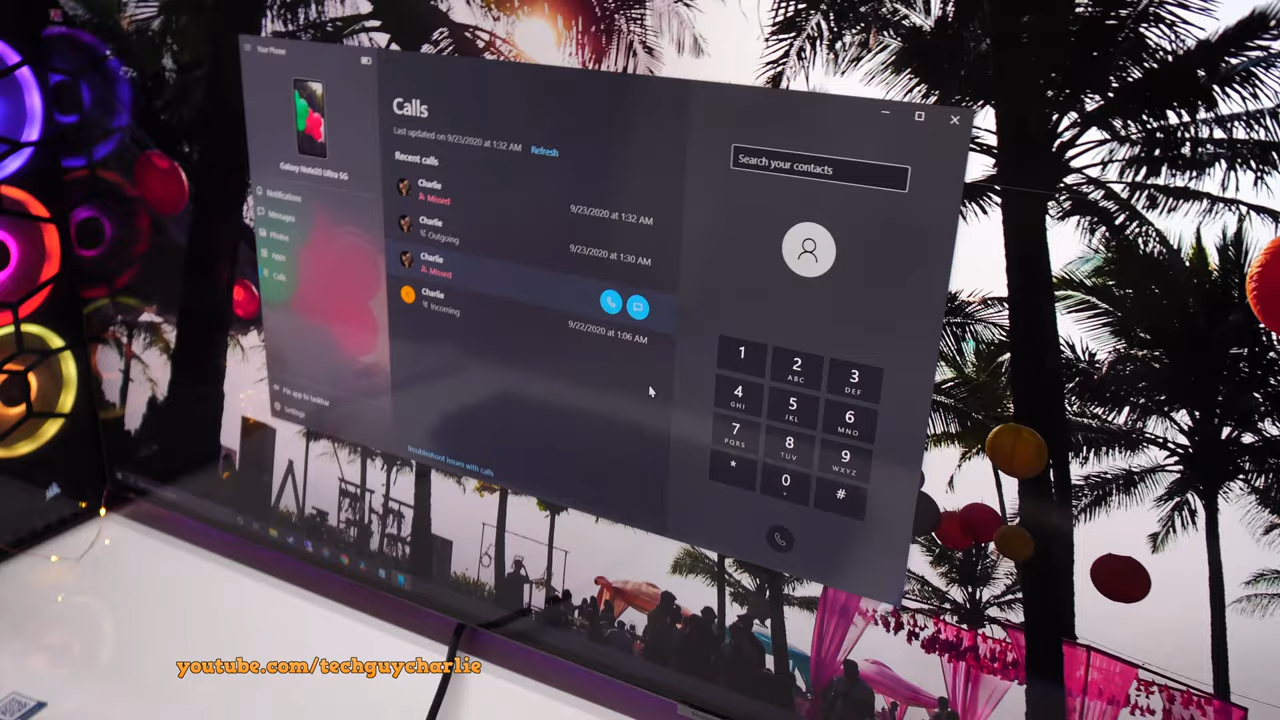 Your Phone
Galaxy Note20 Ultra 5G
Notifications
Messages
Photos
Apps
Calls
Pin app to taskbar
Settings
Calls
Last updated on 9/23/2020 at 1:32 AM Refresh
Recent calls
Charlie
Missed
9/23/2020 at 1:32 AM
Charlie
Outgoing
9/23/2020 at 1:30 AM
Charlie
Missed
Charlie
Incoming
9/22/2020 at 1:06 AM
Troubleshoot issues with calls
Search your contacts
1
2
ABC
3
DEF
4
GHI
5
JKL
6
MNO
7
PQRS
8
TUV
9
WXYZ
*
0
+
#
youtube.com/techguycharlie